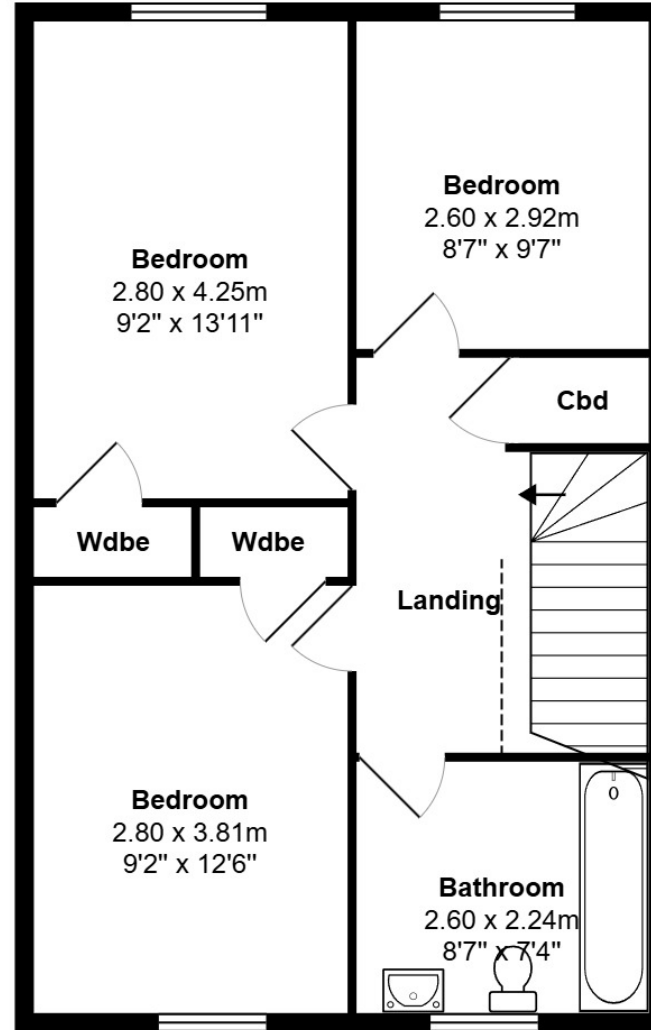 Bedroom
2.60 x 2.92m
8'7" x 9'7"
Bedroom
2.80 x 4.25m
9'2" x 13'11"
Cbd
Wdbe
Wdbe
Landing
Bedroom
2.80 x 3.81m
9'2" x 12'6"
Bathroom
2.60 x 2.24m
8'7" x 7'4"